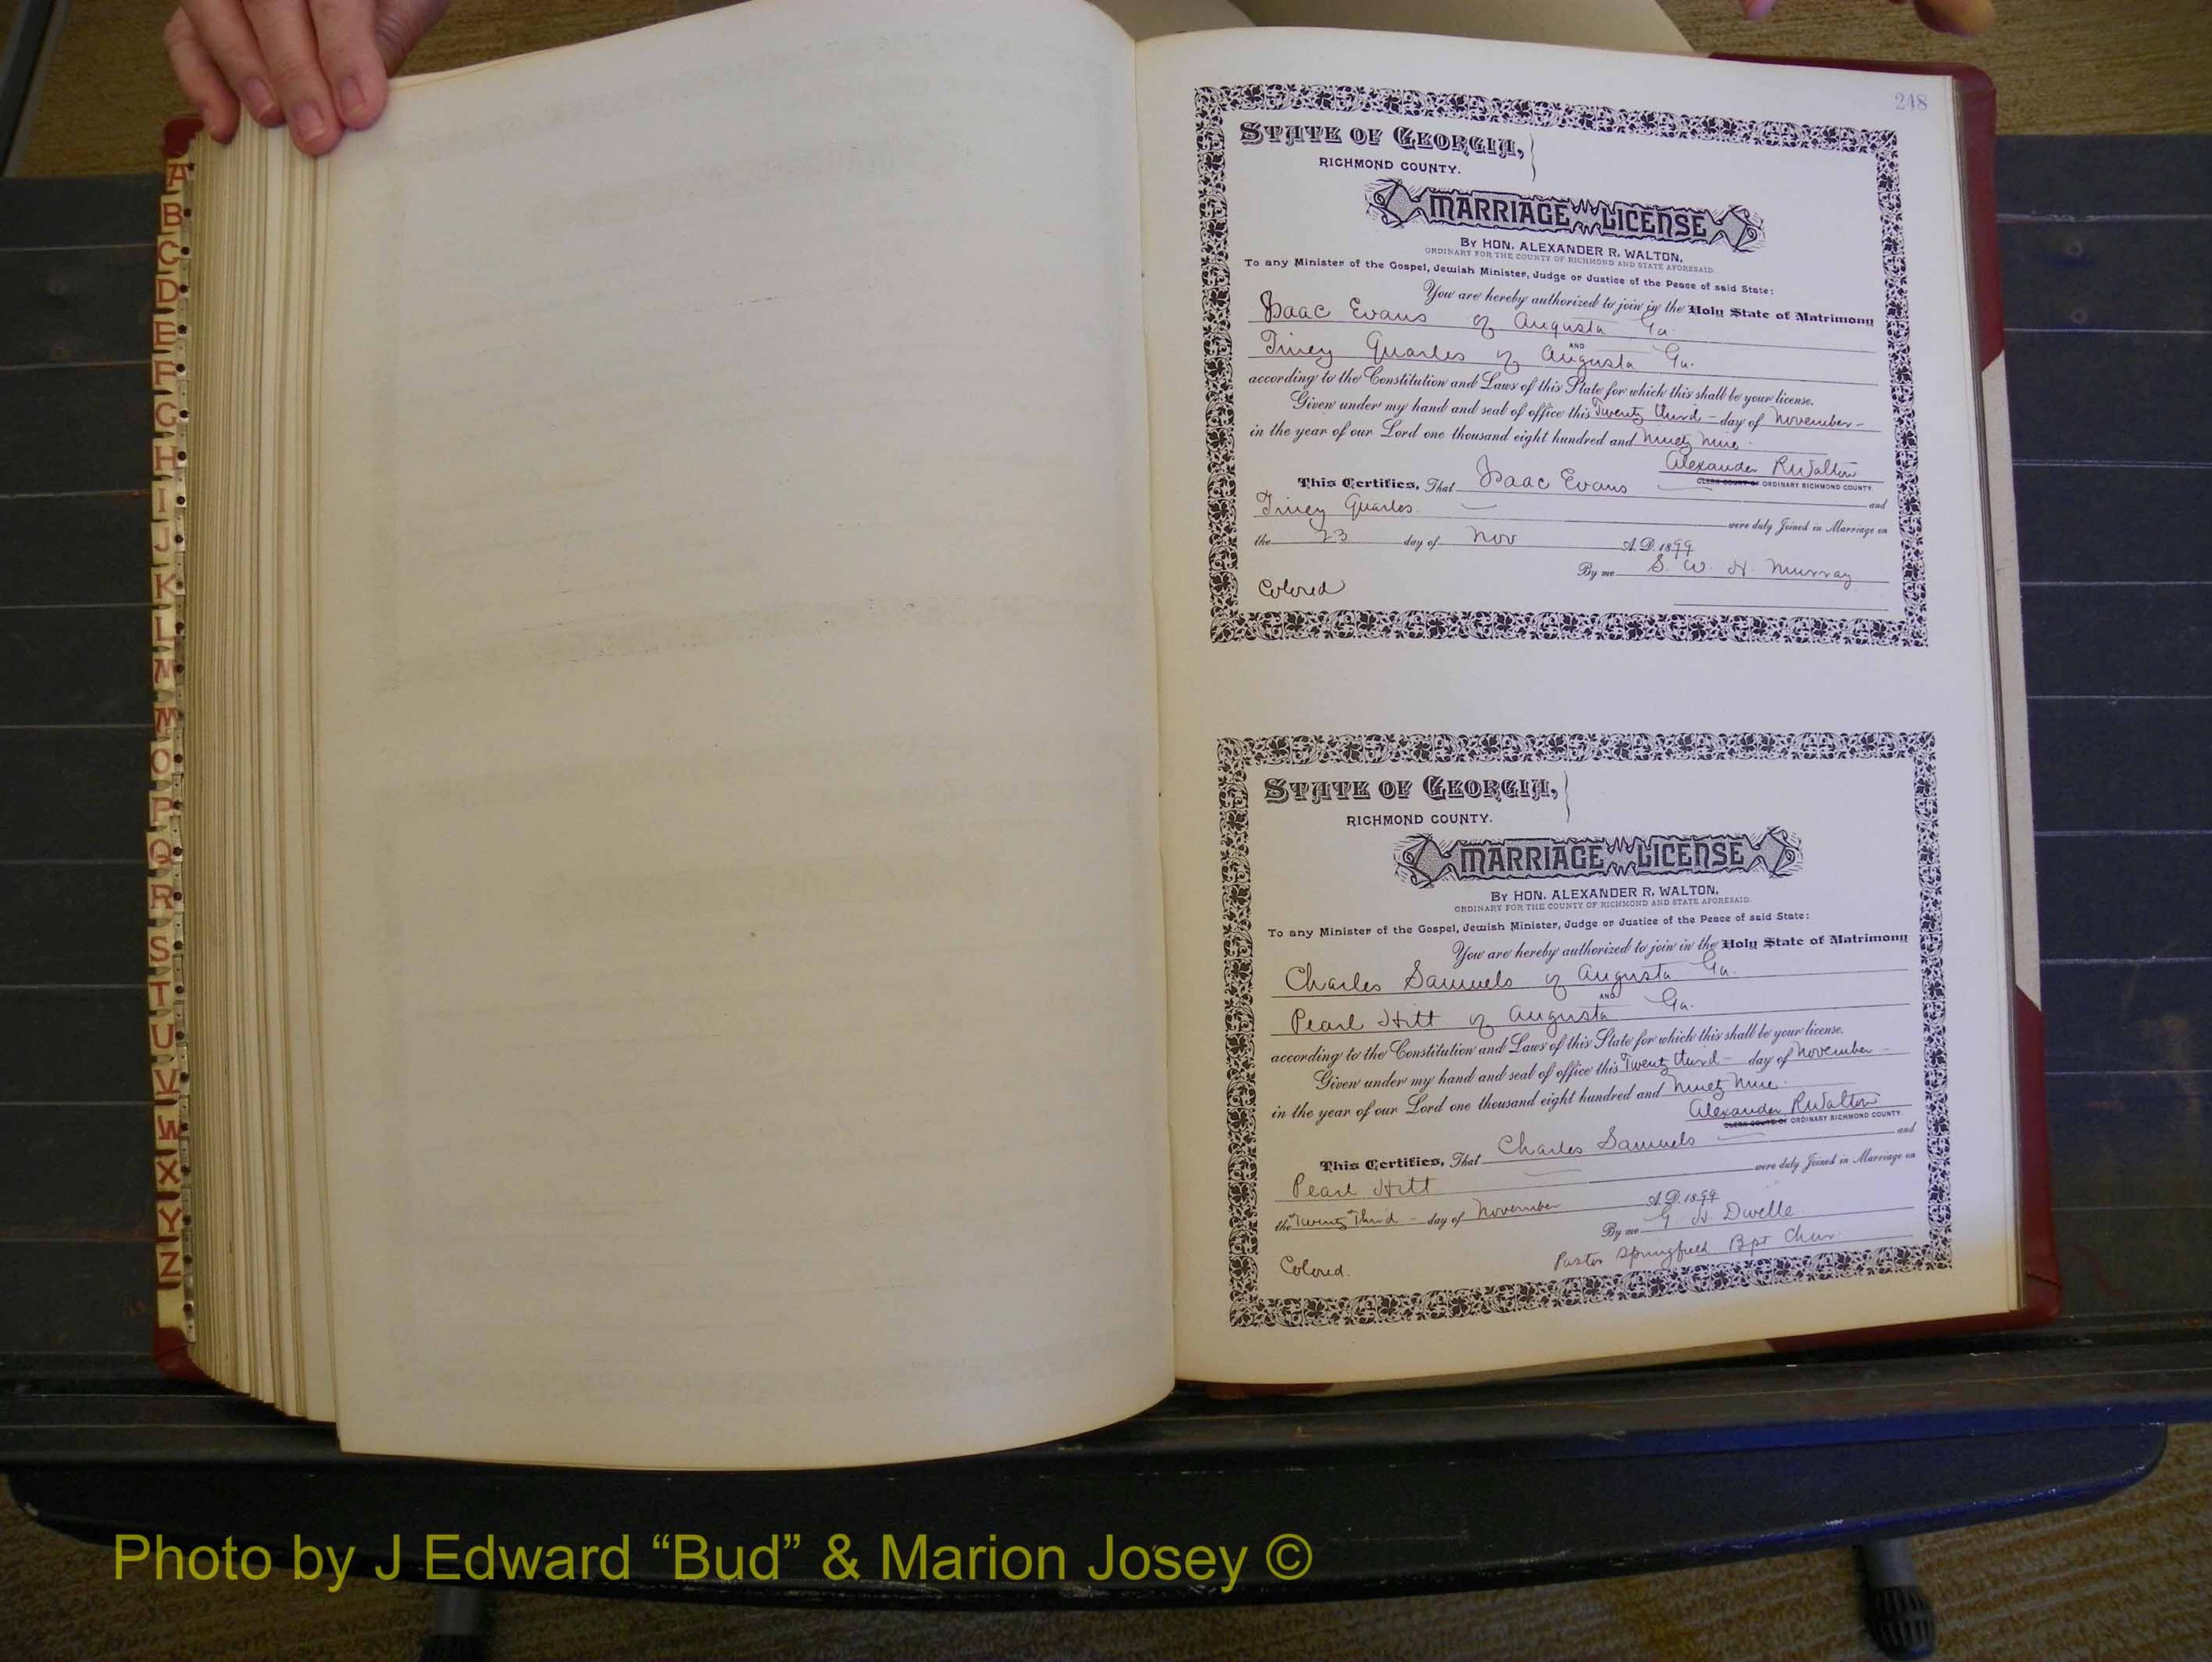 A
B
C
D
E
F
G
H
I
J
K
L
M
M
O
P
Q
R
S
T
U
V
W
X
Y
Z
248
STATE OF GEORGIA,
RICHMOND COUNTY.
MARRIAGE LICENSE
BY HON. ALEXANDER R. WALTON,
ORDINARY FOR THE COUNTY OF RICHMOND AND STATE AFORESAID.
To any Minister of the Gospel, Jewish Minister, Judge or Justice of the Peace of said State:
You are hereby authorized to join in the Holy State of Matrimony
Isaac Evans of Augusta Ga.
AND
Tiney Quarles of Augusta Ga.
according to the Constitution and Laws of this State for which this shall be your license.
Given under my hand and seal of office this Twenty third - day of November -
in the year of our Lord one thousand eight hundred and Ninety Nine.
Alexander R Walton
CLERK COURT OF ORDINARY RICHMOND COUNTY.
This Certifies, That Isaac Evans and
Tiney Quarles. were duly Joined in Marriage on
the 23 day of Nov A.D. 1899
By me S. W. H. Murray
Colored
STATE OF GEORGIA,
RICHMOND COUNTY.
MARRIAGE LICENSE
BY HON. ALEXANDER R. WALTON,
ORDINARY FOR THE COUNTY OF RICHMOND AND STATE AFORESAID.
To any Minister of the Gospel, Jewish Minister, Judge or Justice of the Peace of said State:
You are hereby authorized to join in the Holy State of Matrimony
Charles Samuels of Augusta Ga.
AND
Pearl Hitt of Augusta Ga.
according to the Constitution and Laws of this State for which this shall be your license.
Given under my hand and seal of office this Twenty third - day of November -
in the year of our Lord one thousand eight hundred and Ninety Nine.
Alexander R Walton
CLERK COURT OF ORDINARY RICHMOND COUNTY.
This Certifies, That Charles Samuels and
Pearl Hitt were duly Joined in Marriage on
the Twenty Third - day of November A.D. 1899
By me G H. Dwelle
Pastor Springfield Bpt Chur.
Colored.
Photo by J Edward “Bud” & Marion Josey ©